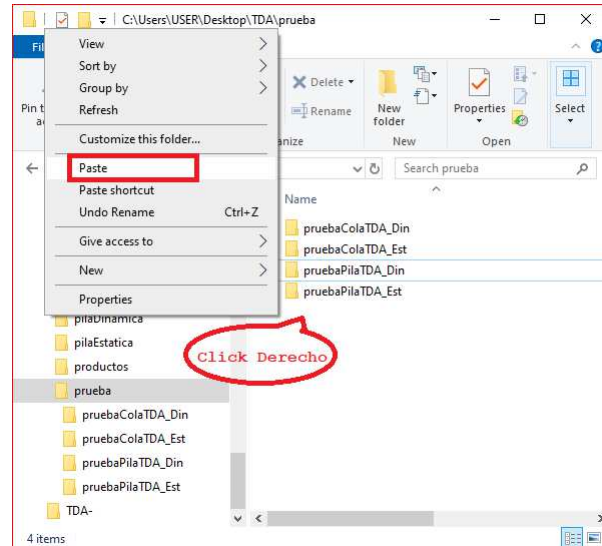 C:\Users\USER\Desktop\TDA\prueba
View
Sort by
Group by
Refresh
Customize this folder...
Paste
Paste shortcut
Undo Rename Ctrl+Z
Give access to
New
Properties
Delete
Rename
New
folder
Properties
Select
New
Open
Search prueba
Name
pruebaColaTDA_Din
pruebaColaTDA_Est
pruebaPilaTDA_Din
pruebaPilaTDA_Est
Click Derecho
pilaDinamica
pilaEstatica
productos
prueba
pruebaColaTDA_Din
pruebaColaTDA_Est
pruebaPilaTDA_Din
pruebaPilaTDA_Est
TDA-
4 items